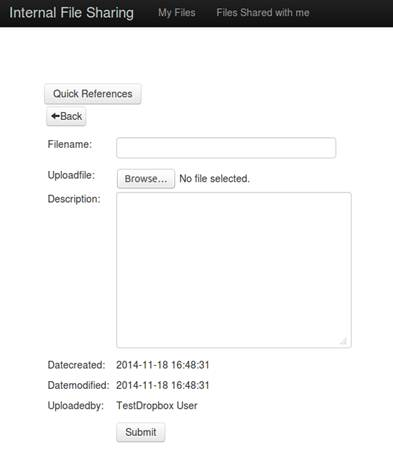 Internal File Sharing My Files Files Shared with me
Quick References
Back
Filename:
Uploadfile: Browse... No file selected.
Description:
Datecreated: 2014-11-18 16:48:31
Datemodified: 2014-11-18 16:48:31
Uploadedby: TestDropbox User
Submit